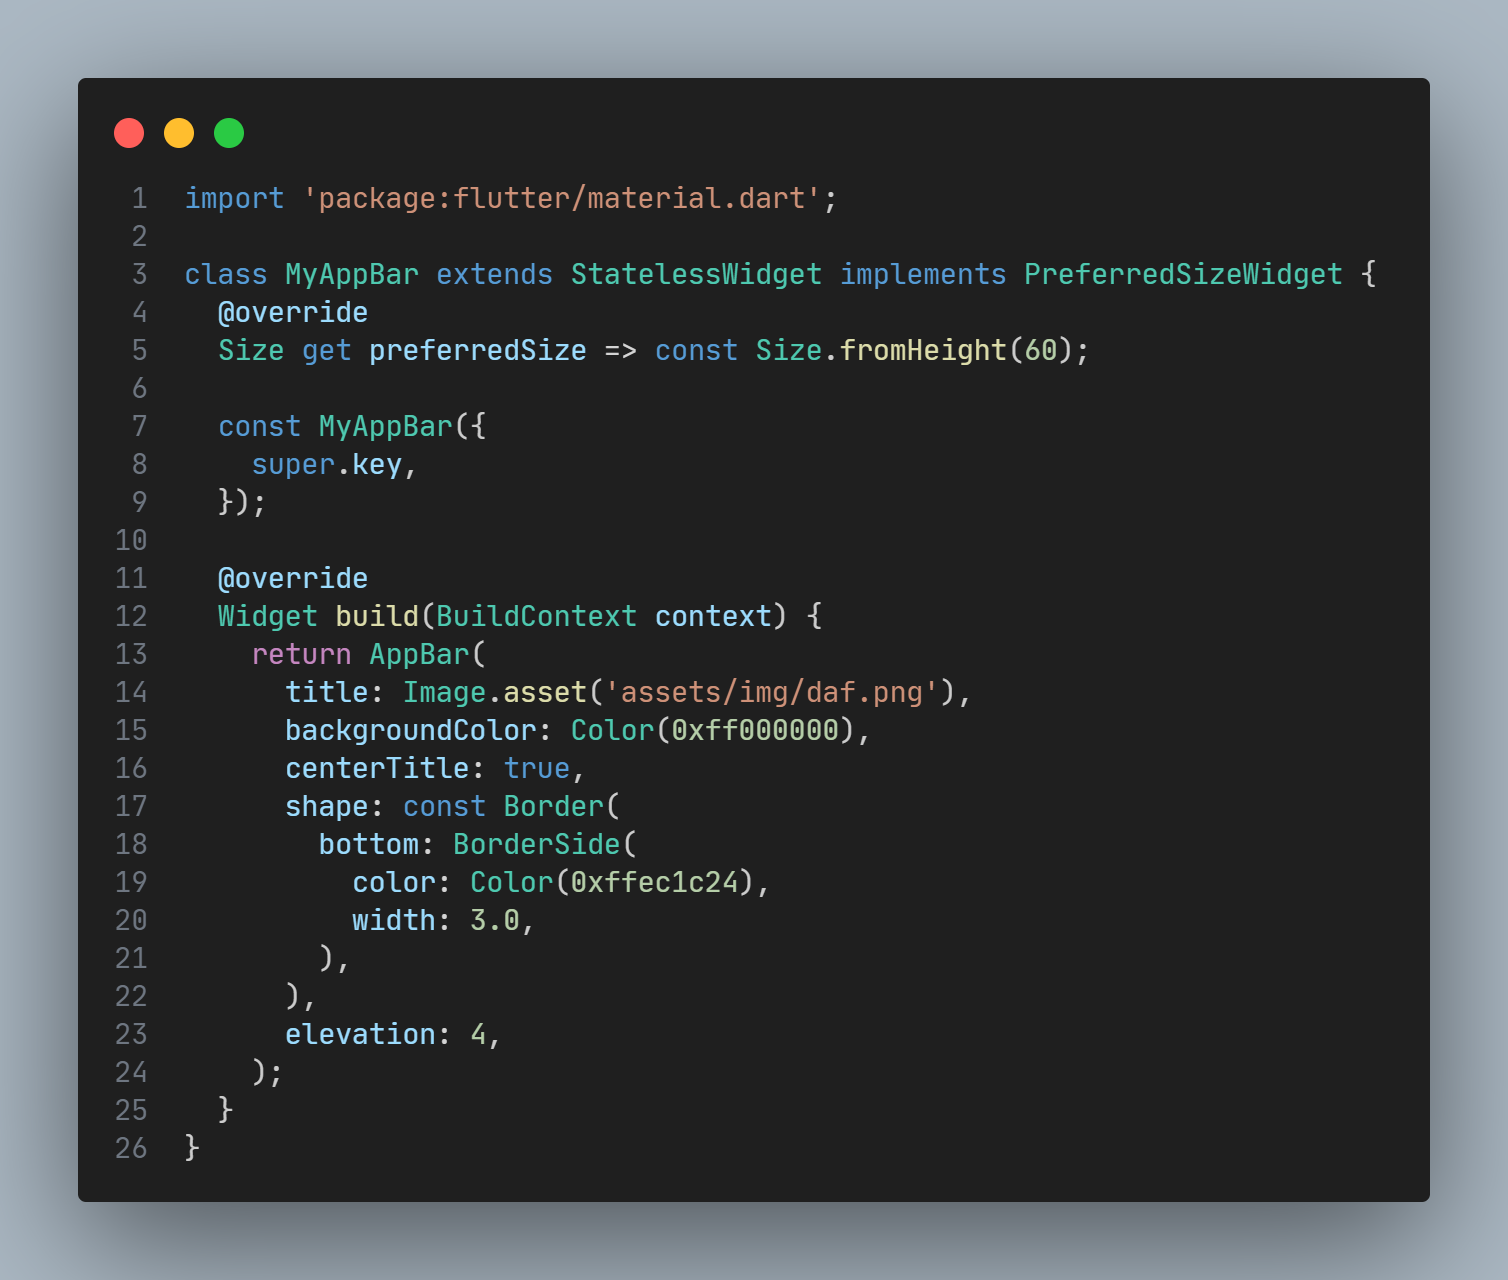 1 import 'package:flutter/material.dart';
2
3 class MyAppBar extends StatelessWidget implements PreferredSizeWidget {
4   @override
5   Size get preferredSize => const Size.fromHeight(60);
6
7   const MyAppBar({
8     super.key,
9   });
10
11   @override
12   Widget build(BuildContext context) {
13     return AppBar(
14       title: Image.asset('assets/img/daf.png'),
15       backgroundColor: Color(0xff000000),
16       centerTitle: true,
17       shape: const Border(
18         bottom: BorderSide(
19           color: Color(0xffec1c24),
20           width: 3.0,
21         ),
22       ),
23       elevation: 4,
24     );
25   }
26 }